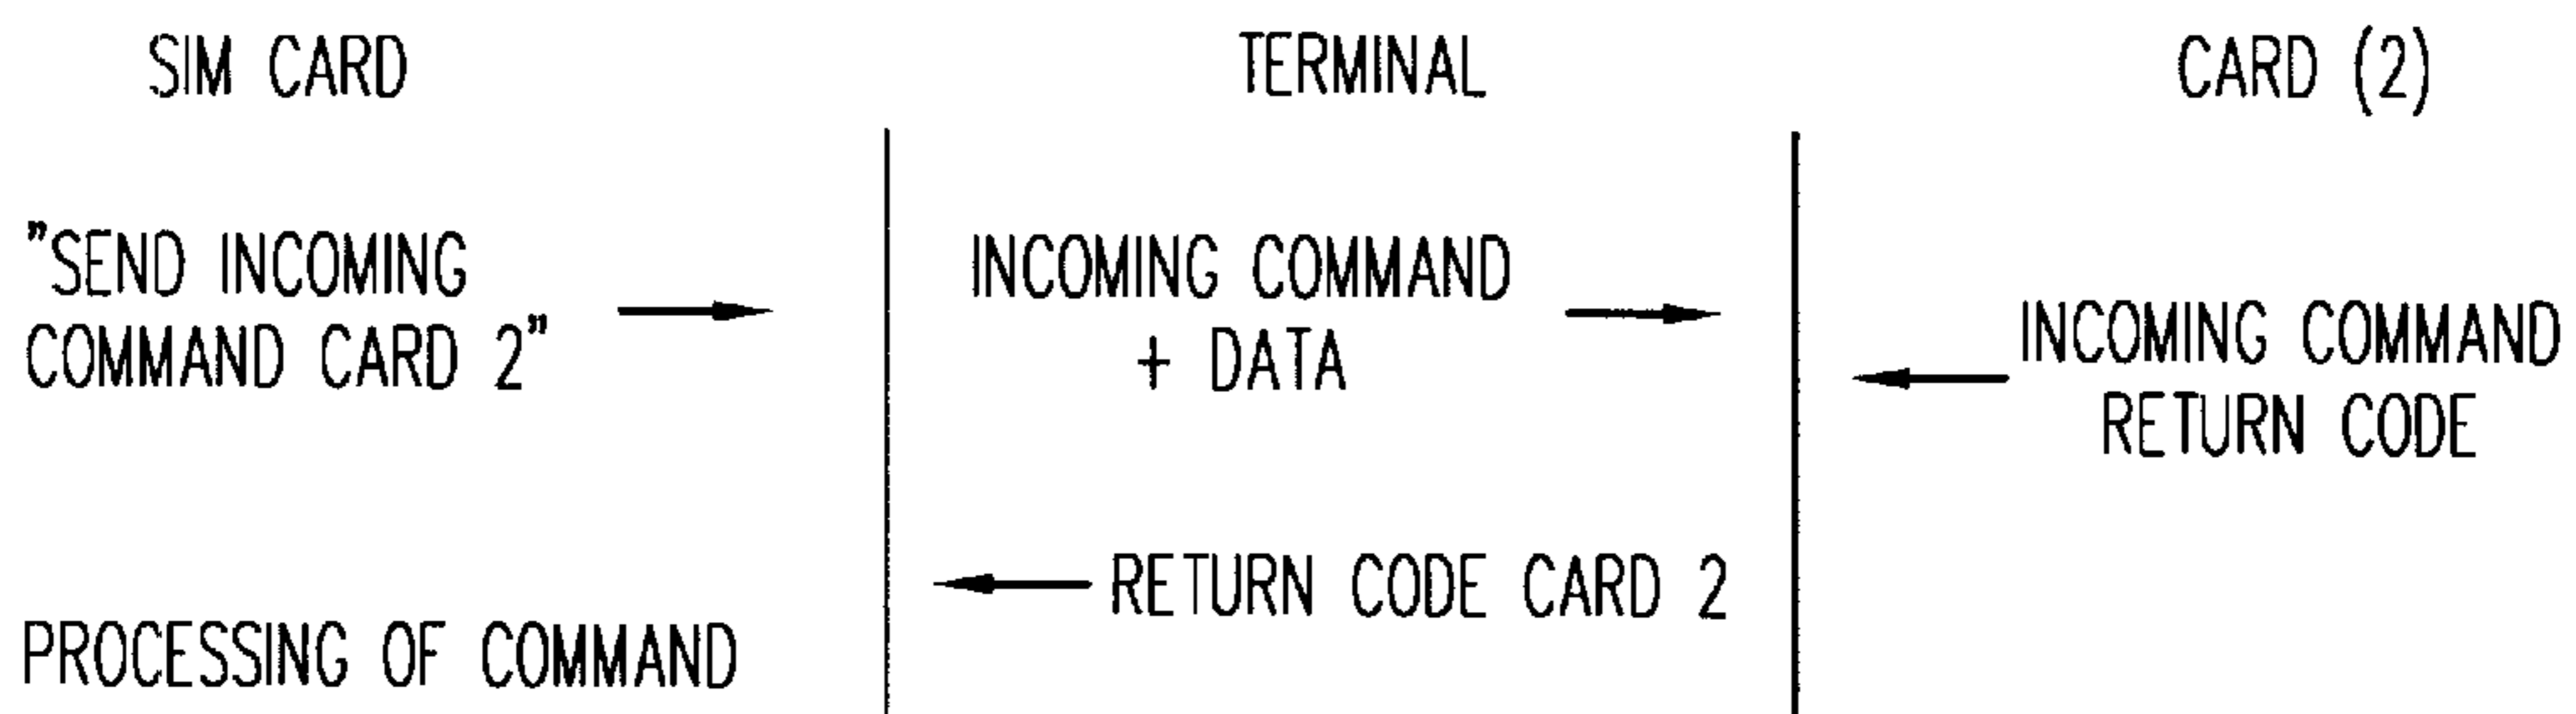 SIM CARD
TERMINAL
CARD (2)
"SEND INCOMING
COMMAND CARD 2"
INCOMING COMMAND
+ DATA
INCOMING COMMAND
RETURN CODE
RETURN CODE CARD 2
PROCESSING OF COMMAND